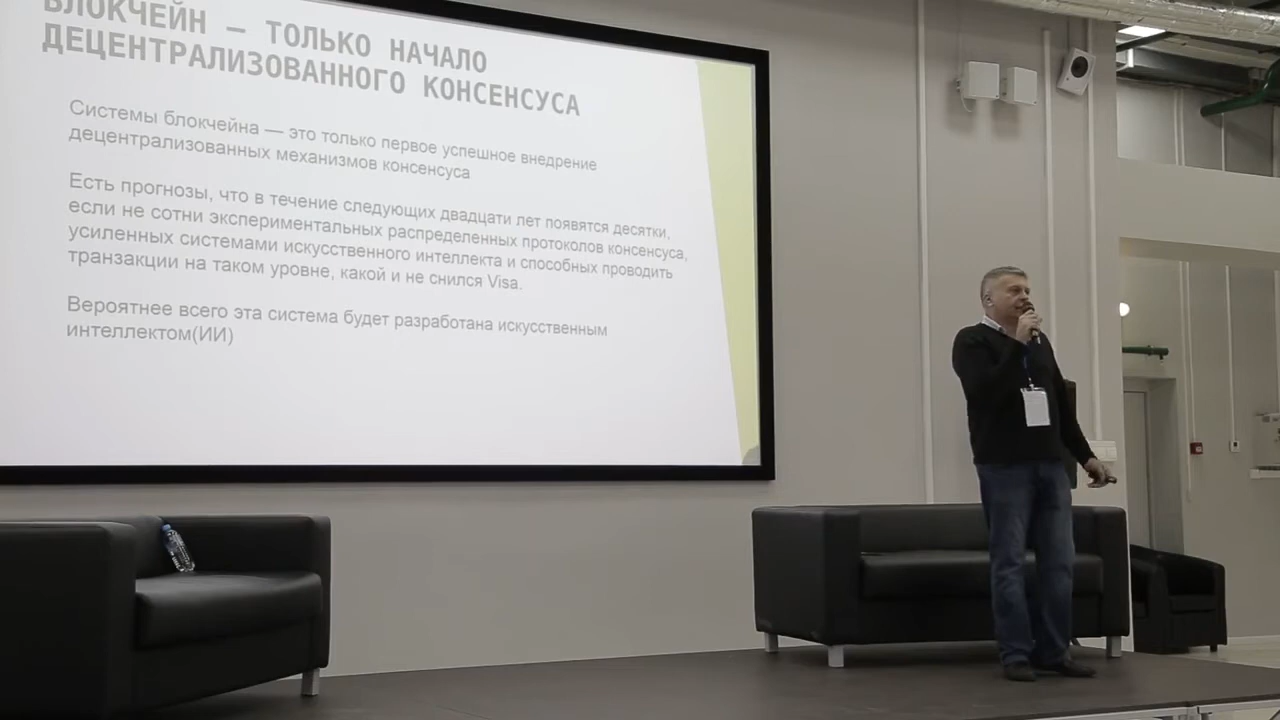 БЛОКЧЕЙН — ТОЛЬКО НАЧАЛО
ДЕЦЕНТРАЛИЗОВАННОГО КОНСЕНСУСА
Системы блокчейна — это только первое успешное внедрение
децентрализованных механизмов консенсуса
Есть прогнозы, что в течение следующих двадцати лет появятся десятки,
если не сотни экспериментальных распределенных протоколов консенсуса,
усиленных системами искусственного интеллекта и способных проводить
транзакции на таком уровне, какой и не снился Visa.
Вероятнее всего эта система будет разработана искусственным
интеллектом(ИИ)